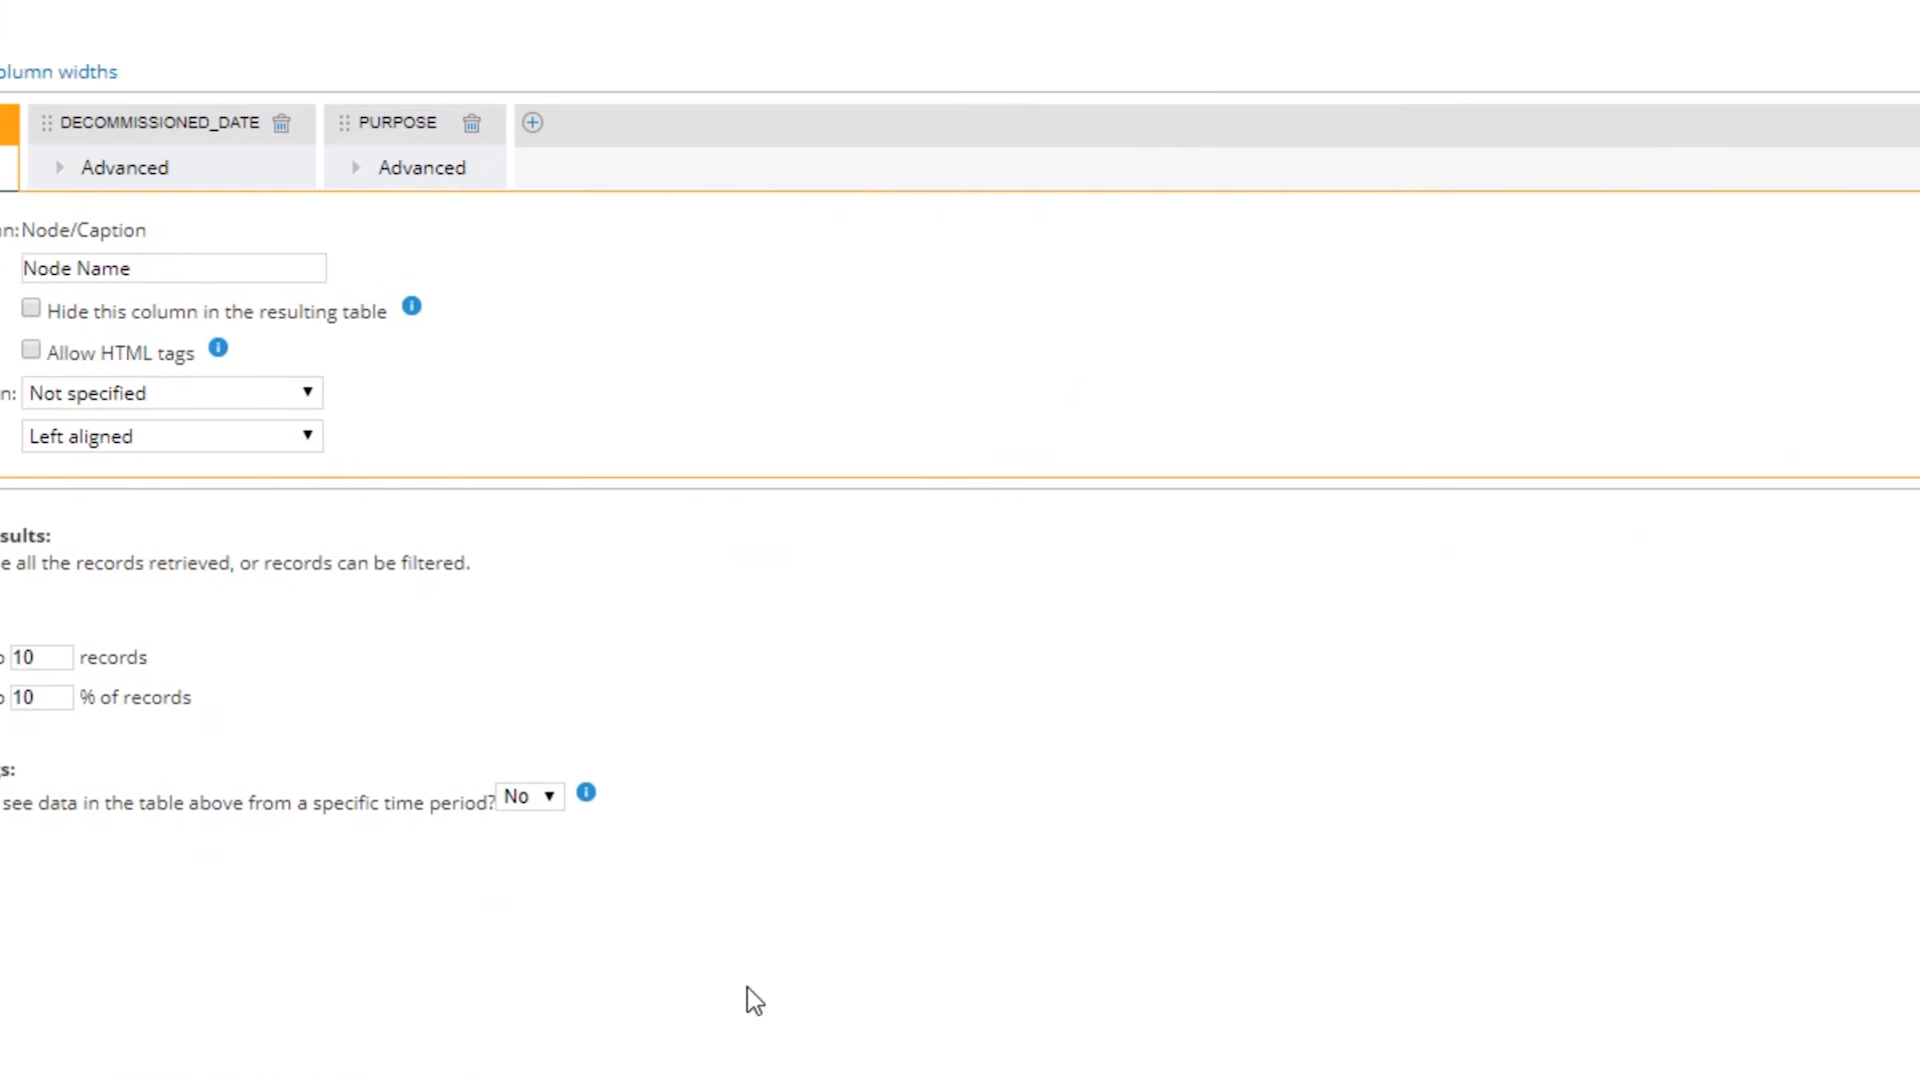 olumn widths
DECOMMISSIONED_DATE PURPOSE
Advanced Advanced
n: Node/Caption
Node Name
Hide this column in the resulting table
Allow HTML tags
n: Not specified
Left aligned
sults:
e all the records retrieved, or records can be filtered.
10 records
10 % of records
s:
see data in the table above from a specific time period? No